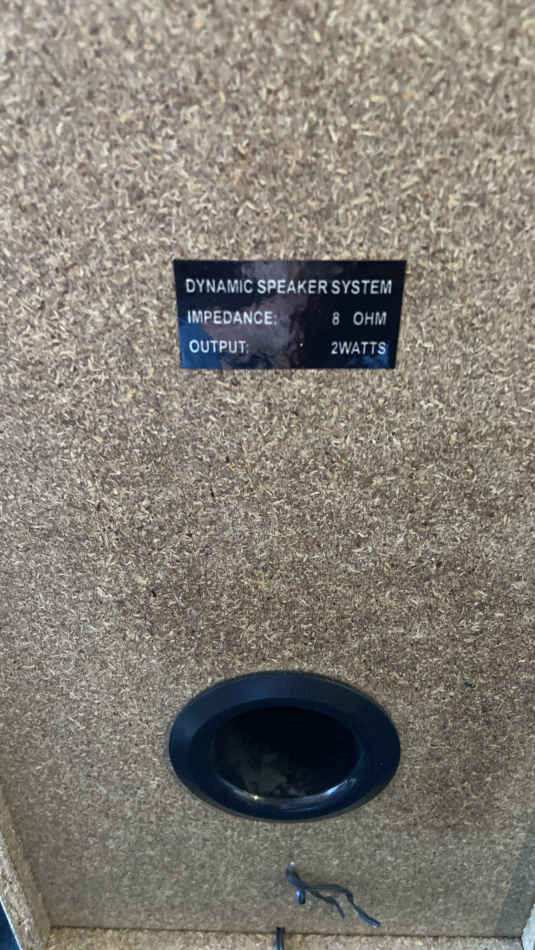 DYNAMIC SPEAKER SYSTEM
IMPEDANCE: 8 OHM
OUTPUT: 2WATTS